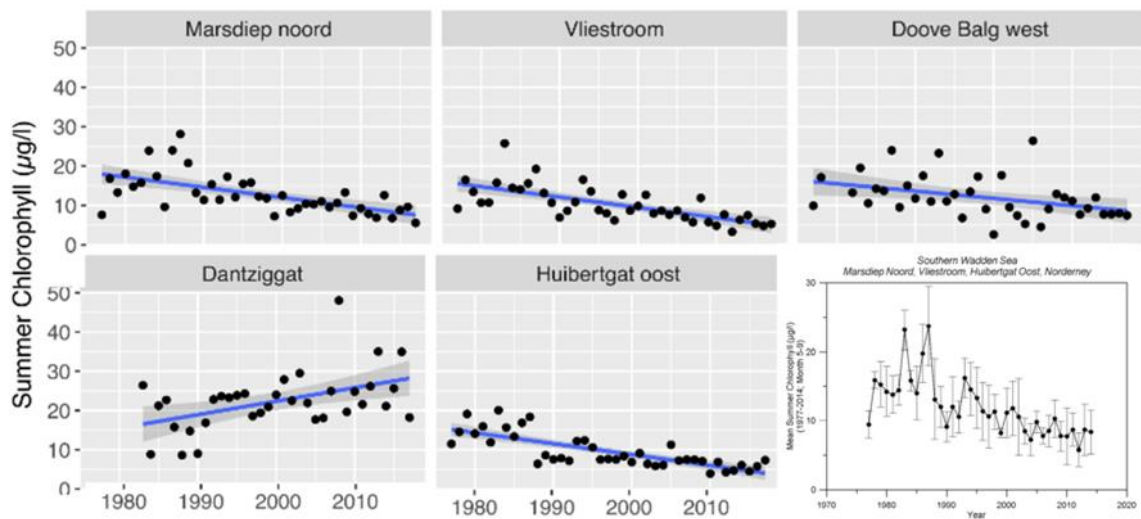 Marsdiep noord
Vliestroom
Doove Balg west
Summer Chlorophyll (µg/l)
50
40
30
20
10
0
Dantziggat
Huibertgat oost
50
40
30
20
10
0
1980
1990
2000
2010
1980
1990
2000
2010
Southern Wadden Sea
Marsdiep Noord, Vliestroom, Huibertgat Oost, Norderney
Mean Summer Chlorophyll (µg/l)
(1977-2014; Month 5-9)
30
20
10
0
1970
1980
1990
2000
2010
2020
Year